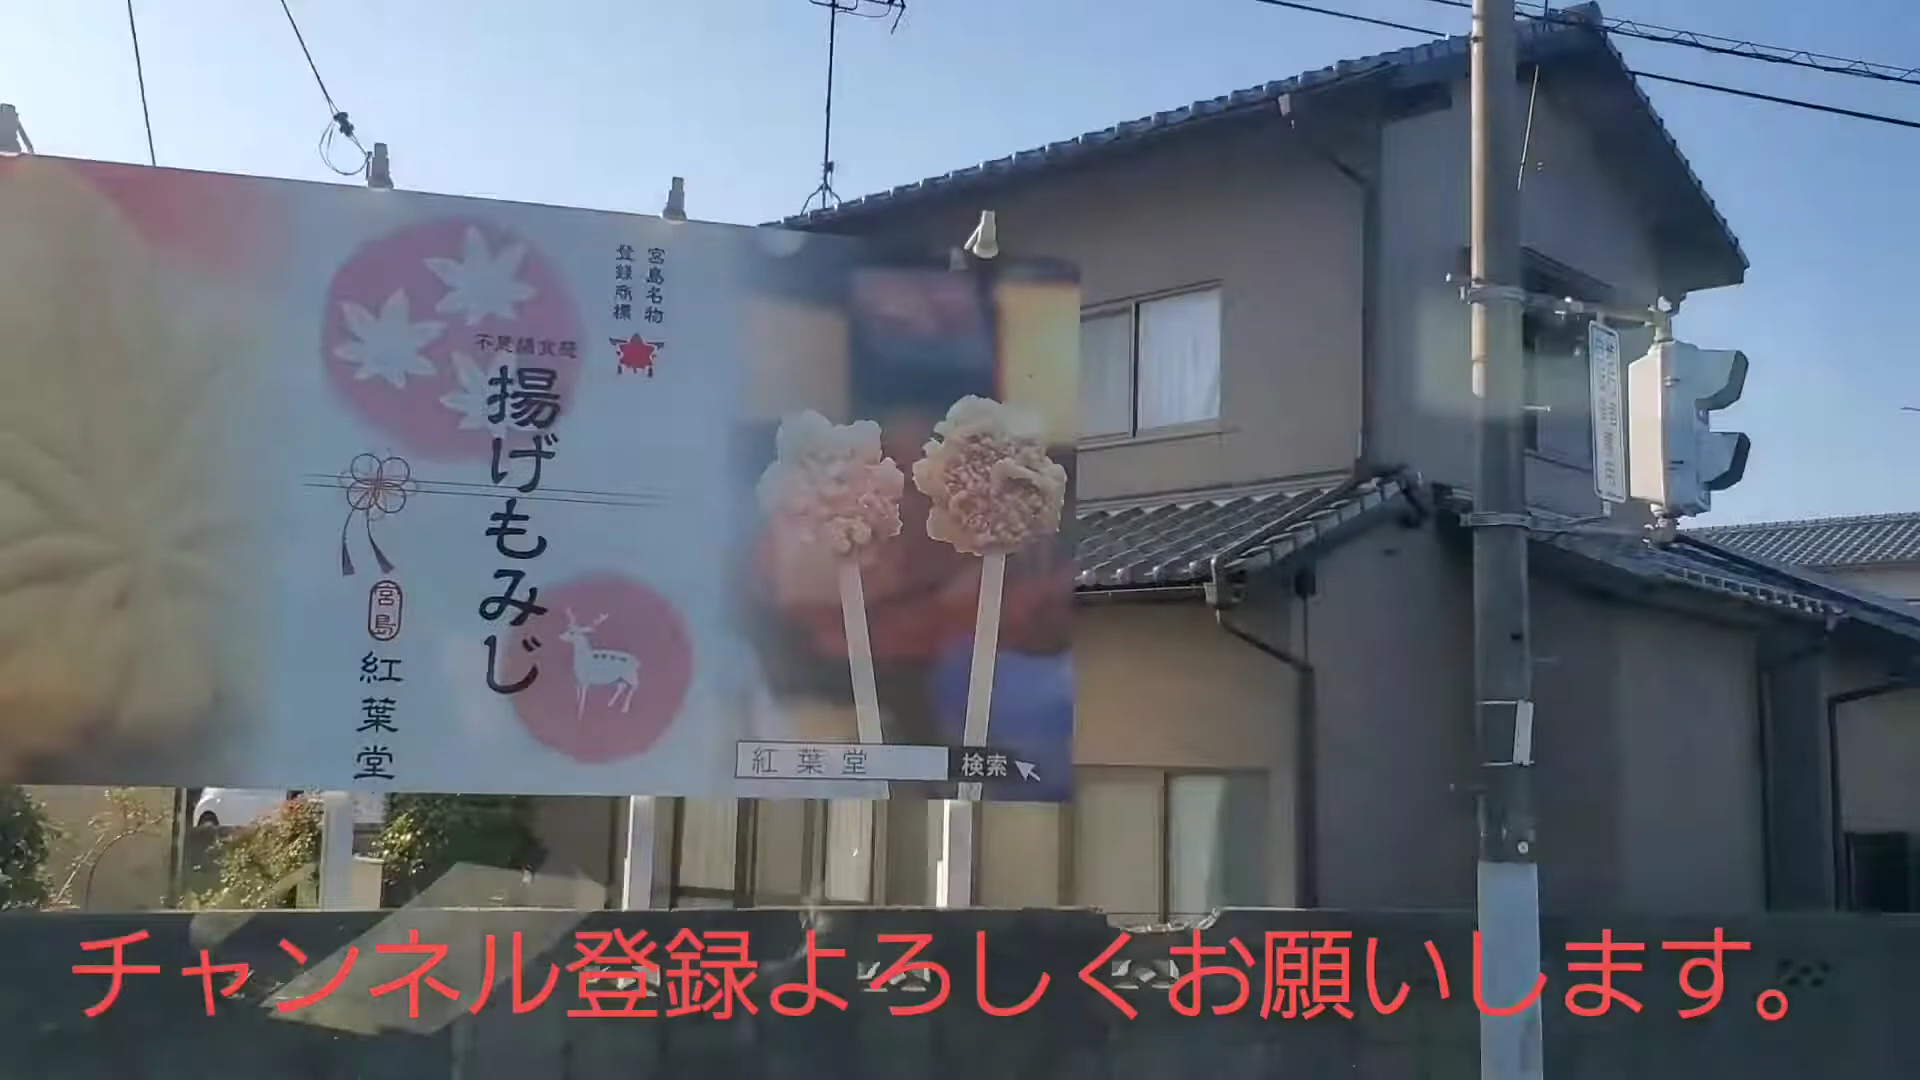 宮島名物
登録商標
揚げもみじ
宮島
紅葉堂
紅葉堂 検索
チャンネル登録よろしくお願いします。